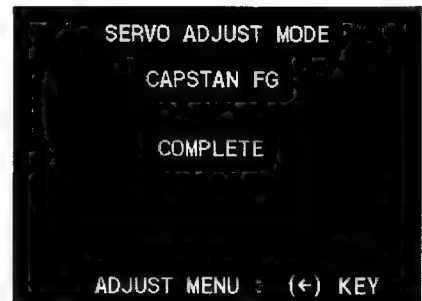 SERVO ADJUST MODE
CAPSTAN FG
COMPLETE
ADJUST MENU : (←) KEY